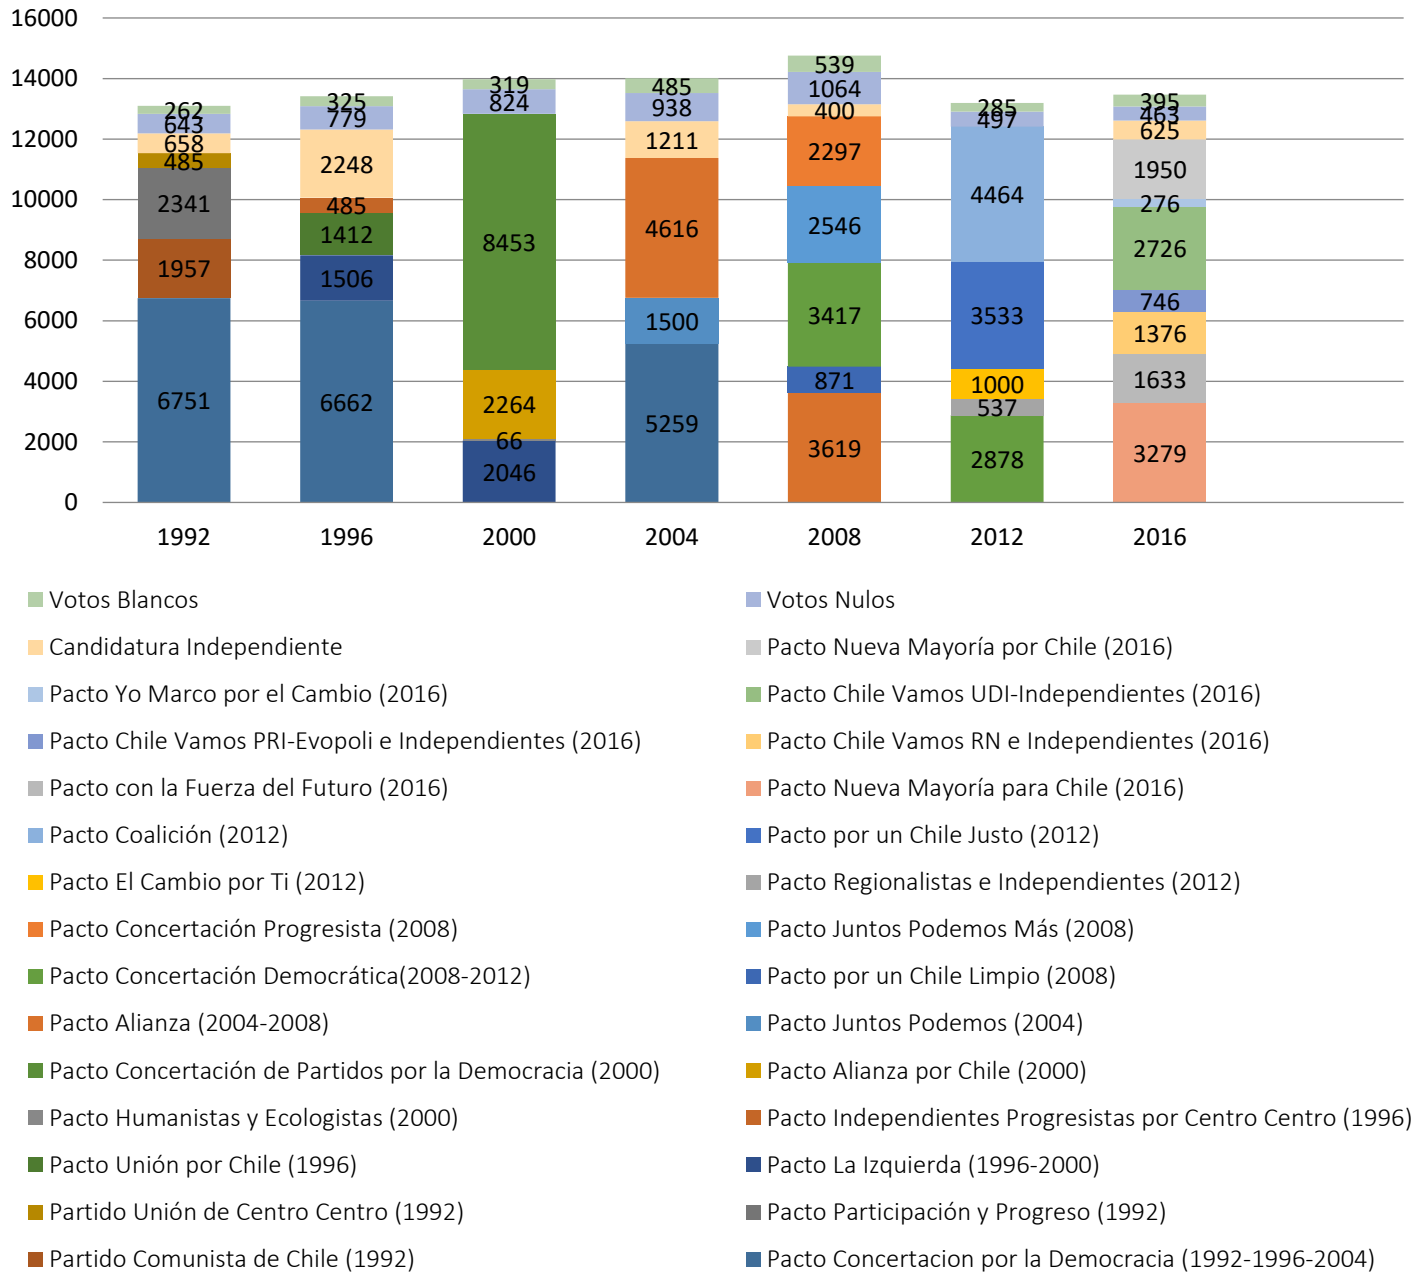 16000
14000
12000
10000
8000
6000
4000
2000
0
262
643
658
485
2341
1957
6751
325
779
2248
485
1412
1506
6662
319
824
8453
2264
66
2046
485
938
1211
4616
1500
5259
539
1064
400
2297
2546
3417
871
3619
285
497
4464
3533
1000
537
2878
395
463
625
1950
276
2726
746
1376
1633
3279
1992 1996 2000 2004 2008 2012 2016
Votos Blancos
Votos Nulos
Candidatura Independiente
Pacto Nueva Mayoría por Chile (2016)
Pacto Yo Marco por el Cambio (2016)
Pacto Chile Vamos UDI-Independientes (2016)
Pacto Chile Vamos PRI-Evopoli e Independientes (2016)
Pacto Chile Vamos RN e Independientes (2016)
Pacto con la Fuerza del Futuro (2016)
Pacto Nueva Mayoría para Chile (2016)
Pacto Coalición (2012)
Pacto por un Chile Justo (2012)
Pacto El Cambio por Ti (2012)
Pacto Regionalistas e Independientes (2012)
Pacto Concertación Progresista (2008)
Pacto Juntos Podemos Más (2008)
Pacto Concertación Democrática(2008-2012)
Pacto por un Chile Limpio (2008)
Pacto Alianza (2004-2008)
Pacto Juntos Podemos (2004)
Pacto Concertación de Partidos por la Democracia (2000)
Pacto Alianza por Chile (2000)
Pacto Humanistas y Ecologistas (2000)
Pacto Independientes Progresistas por Centro Centro (1996)
Pacto Unión por Chile (1996)
Pacto La Izquierda (1996-2000)
Partido Unión de Centro Centro (1992)
Pacto Participación y Progreso (1992)
Partido Comunista de Chile (1992)
Pacto Concertacion por la Democracia (1992-1996-2004)